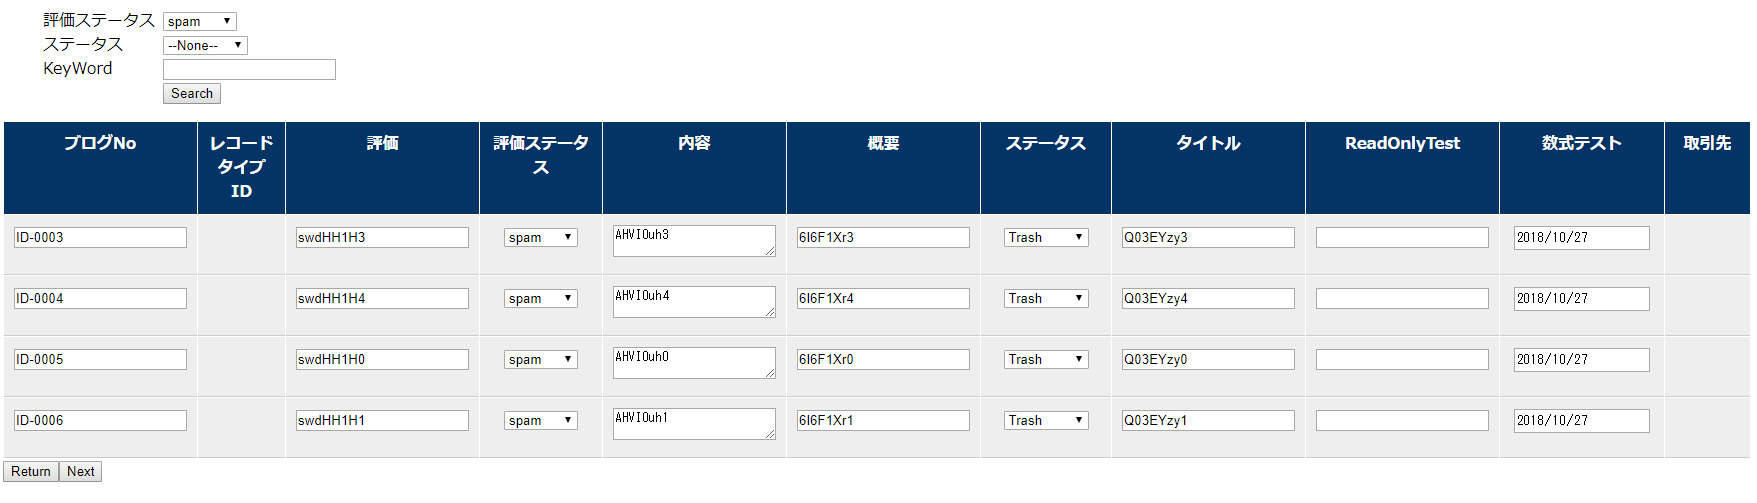 評価ステータス spam
ステータス --None--
KeyWord
Search
ブログNo レコードタイプID 評価 評価ステータス 内容 概要 ステータス タイトル ReadOnlyTest 数式テスト 取引先
ID-0003 swdHH1H3 spam AHVIOuh3 6I6F1Xr3 Trash Q03EYzy3 2018/10/27
ID-0004 swdHH1H4 spam AHVIOuh4 6I6F1Xr4 Trash Q03EYzy4 2018/10/27
ID-0005 swdHH1H0 spam AHVIOuh0 6I6F1Xr0 Trash Q03EYzy0 2018/10/27
ID-0006 swdHH1H1 spam AHVIOuh1 6I6F1Xr1 Trash Q03EYzy1 2018/10/27
Return Next